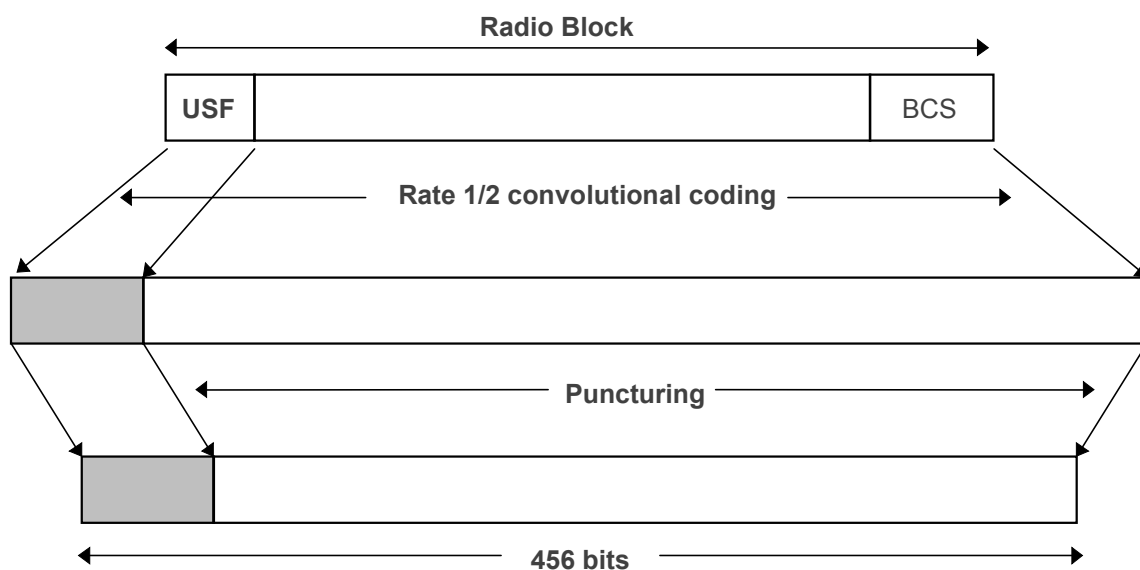 Radio Block
USF
BCS
Rate 1/2 convolutional coding
Puncturing
456 bits